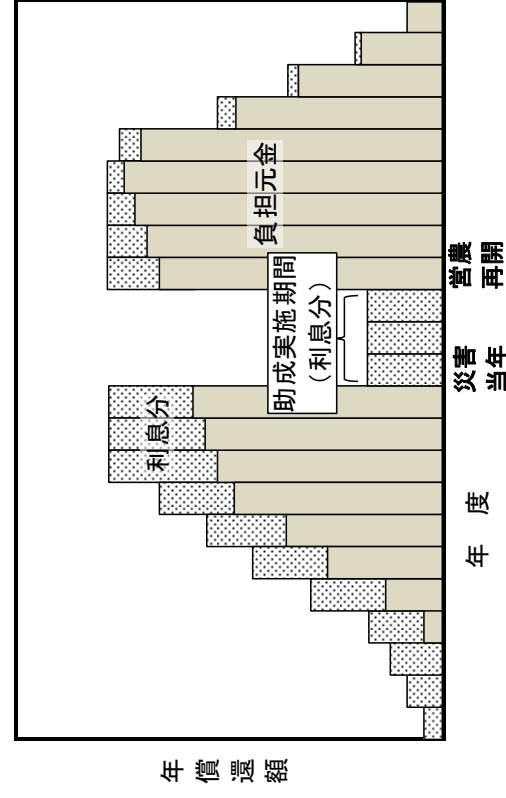 年償還額
利息分
助成実施期間
（利息分）
負担元金
年　度
災害
当年
営農
再開